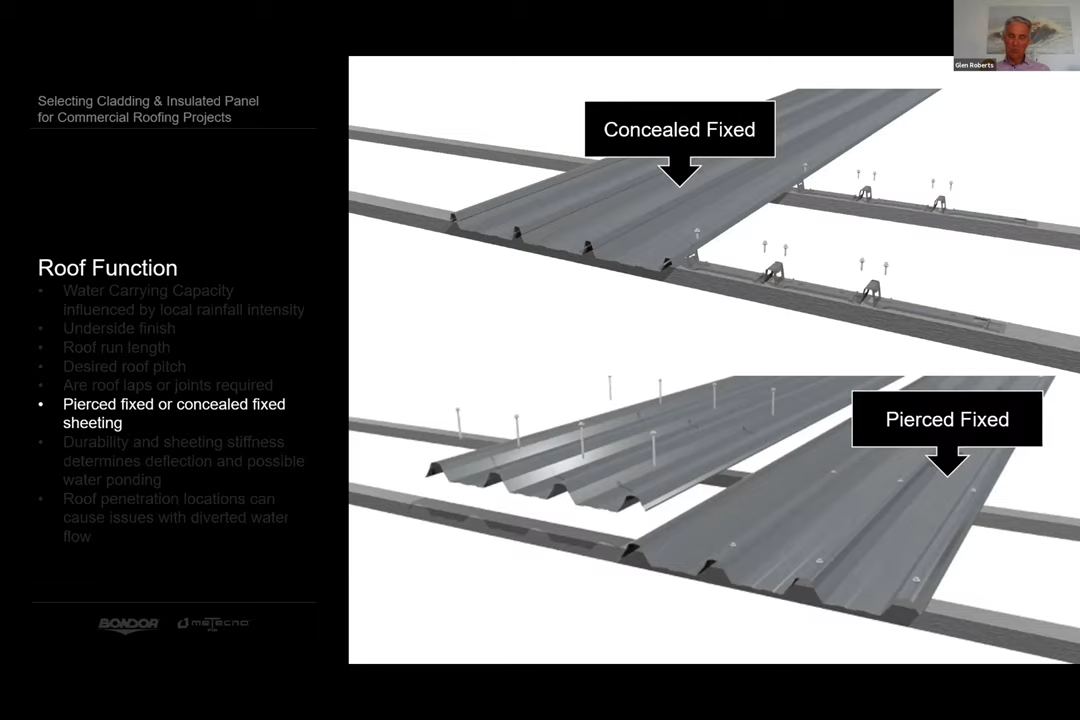 Glen Roberts
Selecting Cladding & Insulated Panel
for Commercial Roofing Projects
Concealed Fixed
Roof Function
• Water Carrying Capacity
influenced by local rainfall intensity
• Underside finish
• Roof run length
• Desired roof pitch
• Are roof laps or joints required
• Pierced fixed or concealed fixed
sheeting
• Durability and sheeting stiffness
determines deflection and possible
water ponding
• Roof penetration locations can
cause issues with diverted water
flow
Pierced Fixed
BONDOR
METECNO